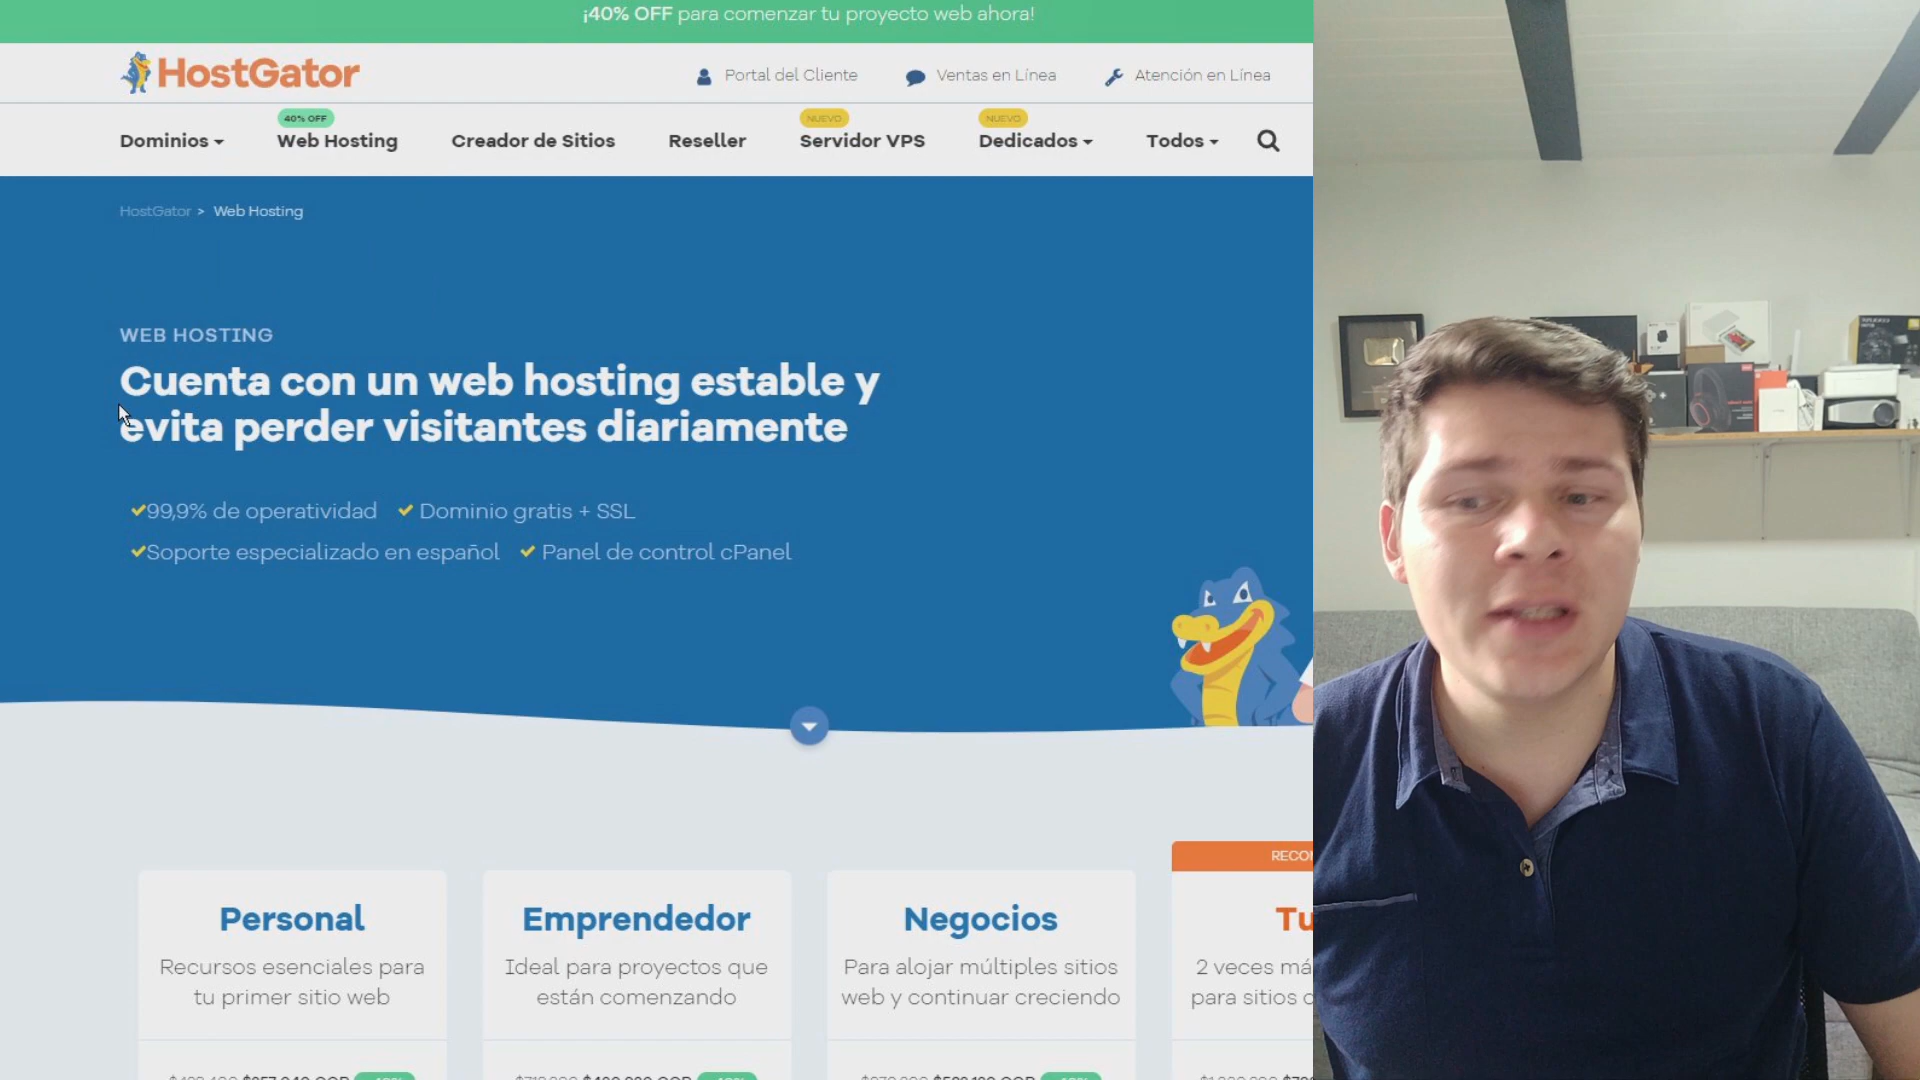 ¡40% OFF para comenzar tu proyecto web ahora!
HostGator
Portal del Cliente
Ventas en Línea
Atención en Línea
40% OFF
NUEVO
NUEVO
Dominios
Web Hosting
Creador de Sitios
Reseller
Servidor VPS
Dedicados
Todos
HostGator > Web Hosting
WEB HOSTING
Cuenta con un web hosting estable y
evita perder visitantes diariamente
99,9% de operatividad
Dominio gratis + SSL
Soporte especializado en español
Panel de control cPanel
Personal
Recursos esenciales para
tu primer sitio web
Emprendedor
Ideal para proyectos que
están comenzando
Negocios
Para alojar múltiples sitios
web y continuar creciendo
2 veces
para sitios